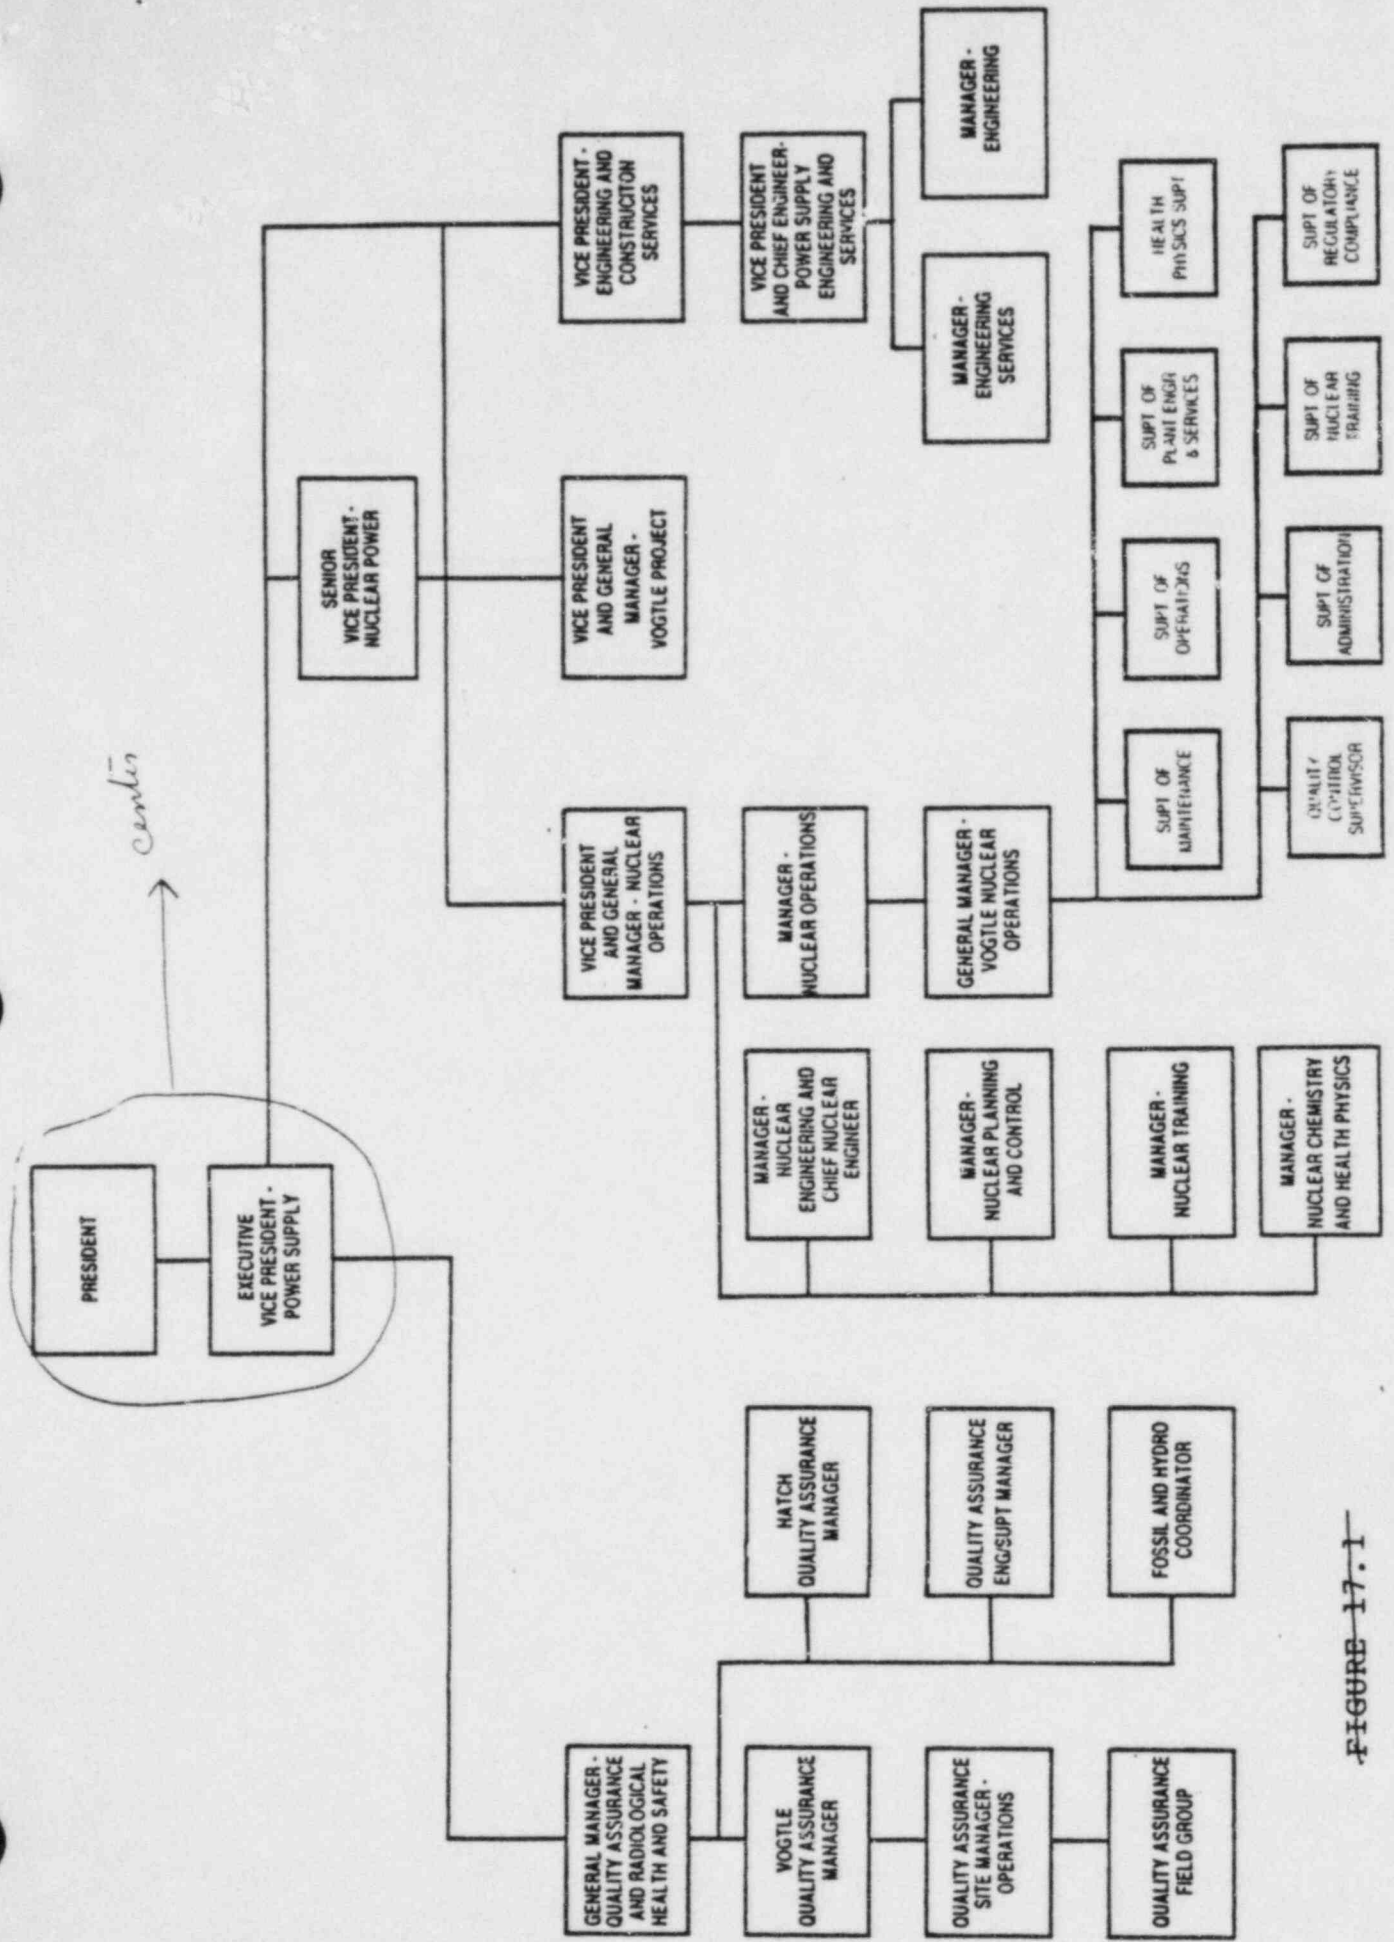 PRESIDENT
EXECUTIVE
VICE PRESIDENT -
POWER SUPPLY
SENIOR
VICE PRESIDENT -
NUCLEAR POWER
GENERAL MANAGER -
QUALITY ASSURANCE
AND RADIOLOGICAL
HEALTH AND SAFETY
VICE PRESIDENT
AND GENERAL
MANAGER - NUCLEAR
OPERATIONS
VICE PRESIDENT
AND GENERAL
MANAGER -
VOGTLE PROJECT
VICE PRESIDENT -
ENGINEERING AND
CONSTRUCITON
SERVICES
VOGTLE
QUALITY ASSURANCE
MANAGER
HATCH
QUALITY ASSURANCE
MANAGER
MANAGER -
NUCLEAR
ENGINEERING AND
CHIEF NUCLEAR
ENGINEER
MANAGER -
NUCLEAR OPERATIONS
VICE PRESIDENT
AND CHIEF ENGINEER-
POWER SUPPLY
ENGINEERING AND
SERVICES
QUALITY ASSURANCE
SITE MANAGER -
OPERATIONS
QUALITY ASSURANCE
ENG/SUPT MANAGER
MANAGER -
NUCLEAR PLANNING
AND CONTROL
GENERAL MANAGER -
VOGTLE NUCLEAR
OPERATIONS
MANAGER -
ENGINEERING
SERVICES
MANAGER -
ENGINEERING
QUALITY ASSURANCE
FIELD GROUP
FOSSIL AND HYDRO
COORDINATOR
MANAGER -
NUCLEAR TRAINING
SUPT OF
MAINTENANCE
SUPT OF
OPERATIONS
SUPT OF
PLANT ENGR
& SERVICES
HEALTH
PHYSICS SUPT
MANAGER -
NUCLEAR CHEMISTRY
AND HEALTH PHYSICS
QUALITY
CONTROL
SUPERVISOR
SUPT OF
ADMINISTRATION
SUPT OF
NUCLEAR
TRAINING
SUPT OF
REGULATORY
COMPLIANCE
FIGURE 17.1